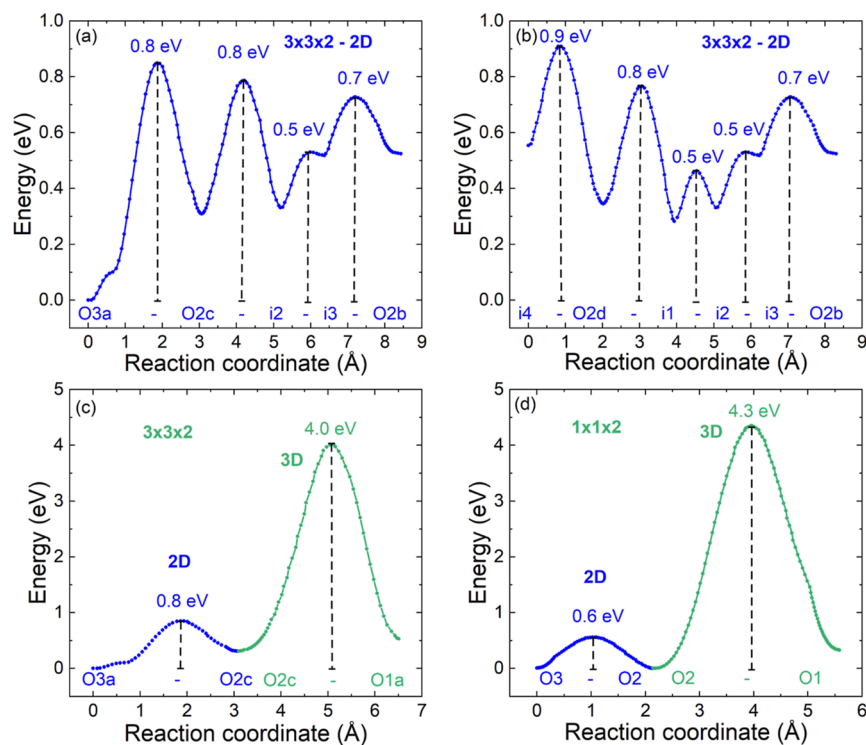 (a)
0.8 eV
0.8 eV
3x3x2 - 2D
0.7 eV
0.5 eV
1.0
0.8
0.6
0.4
0.2
0.0
Energy (eV)
O3a - O2c - i2 - i3 - O2b
0 1 2 3 4 5 6 7 8 9
Reaction coordinate (Å)
(b)
0.9 eV
3x3x2 - 2D
0.8 eV
0.7 eV
0.5 eV
0.5 eV
1.0
0.8
0.6
0.4
0.2
0.0
Energy (eV)
i4 - O2d - i1 - i2 - i3 - O2b
0 1 2 3 4 5 6 7 8 9
Reaction coordinate (Å)
(c)
3x3x2
4.0 eV
3D
2D
0.8 eV
5
4
3
2
1
0
Energy (eV)
O3a - O2c O2c - O1a
0 1 2 3 4 5 6 7
Reaction coordinate (Å)
(d)
4.3 eV
1x1x2
3D
2D
0.6 eV
5
4
3
2
1
0
Energy (eV)
O3 - O2 O2 - O1
0 1 2 3 4 5 6
Reaction coordinate (Å)